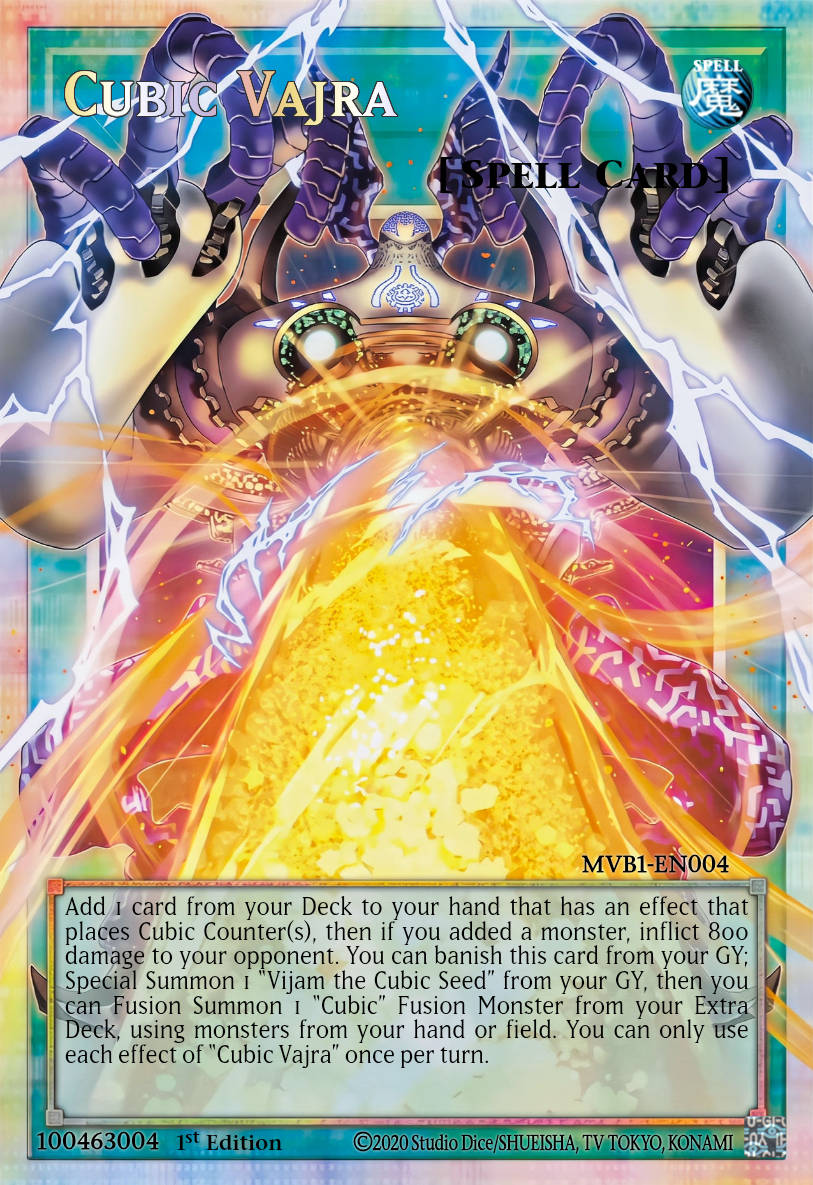 Cubic Vajra
SPELL
魔
[Spell Card]
MVB1-EN004
Add 1 card from your Deck to your hand that has an effect that
places Cubic Counter(s), then if you added a monster, inflict 800
damage to your opponent. You can banish this card from your GY;
Special Summon 1 "Vijam the Cubic Seed" from your GY, then you
can Fusion Summon 1 "Cubic" Fusion Monster from your Extra
Deck, using monsters from your hand or field. You can only use
each effect of "Cubic Vajra" once per turn.
100463004 1st Edition ©2020 Studio Dice/SHUEISHA, TV TOKYO, KONAMI